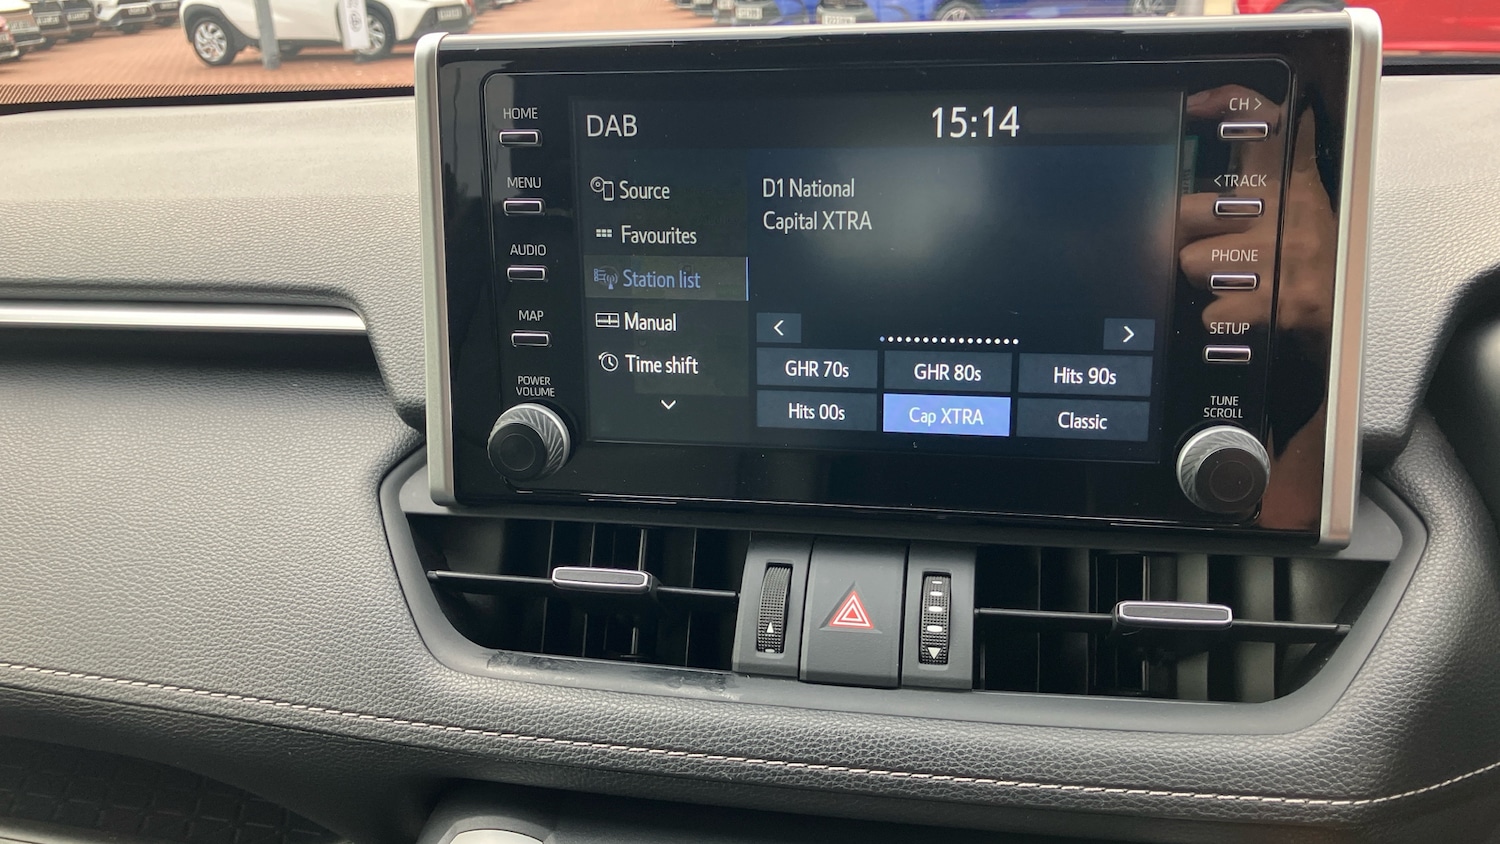 HOME
MENU
AUDIO
MAP
POWER
VOLUME
DAB
15:14
Source
Favourites
Station list
Manual
Time shift
D1 National
Capital XTRA
<
>
GHR 70s
GHR 80s
Hits 90s
Hits 00s
Cap XTRA
Classic
CH >
< TRACK
PHONE
SETUP
TUNE
SCROLL